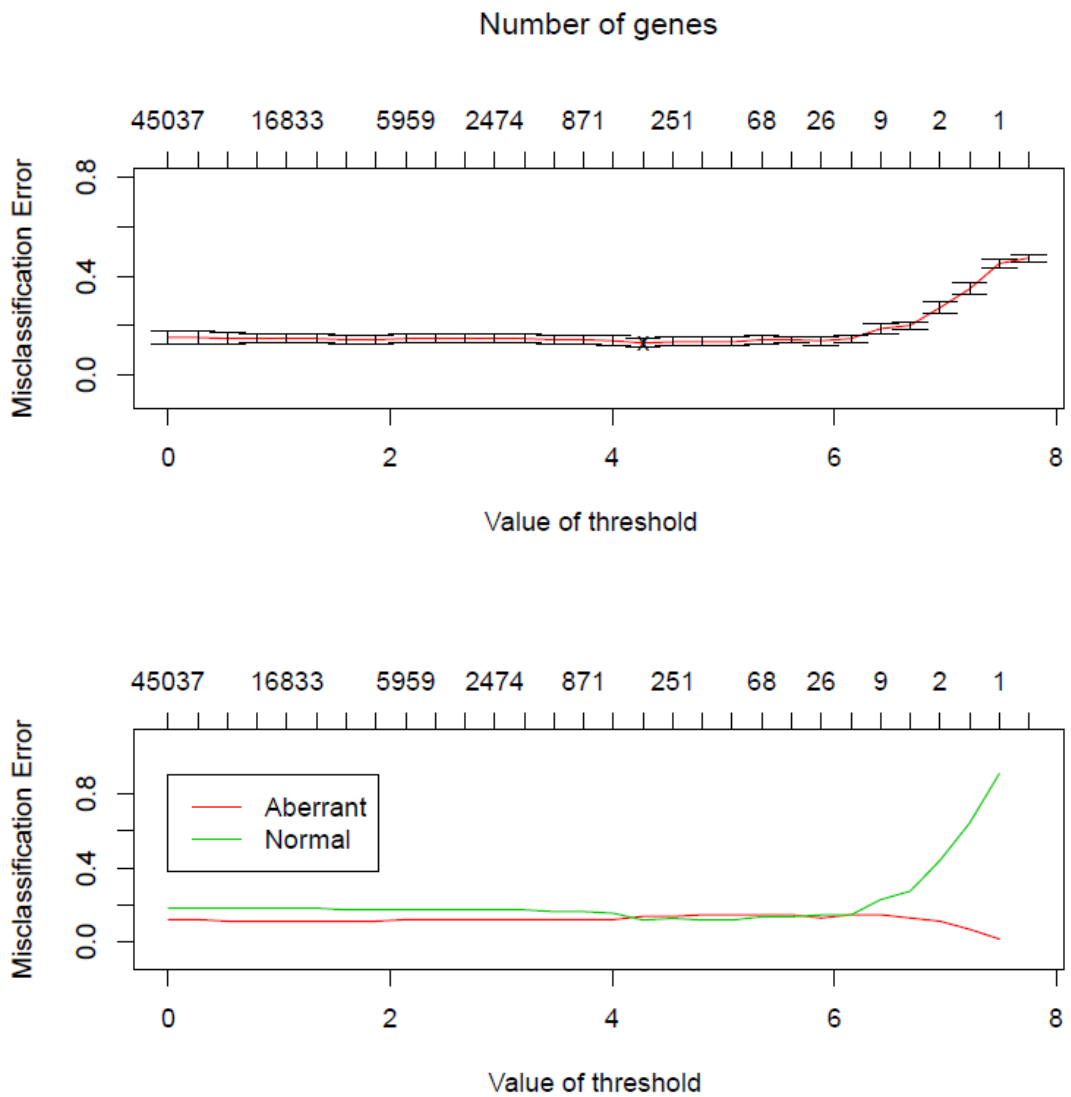 Number of genes
45037 16833 5959 2474 871 251 68 26 9 2 1
Misclassification Error
0.8
0.4
0.0
x
0 2 4 6 8
Value of threshold
45037 16833 5959 2474 871 251 68 26 9 2 1
Misclassification Error
0.8
0.4
0.0
Aberrant
Normal
0 2 4 6 8
Value of threshold